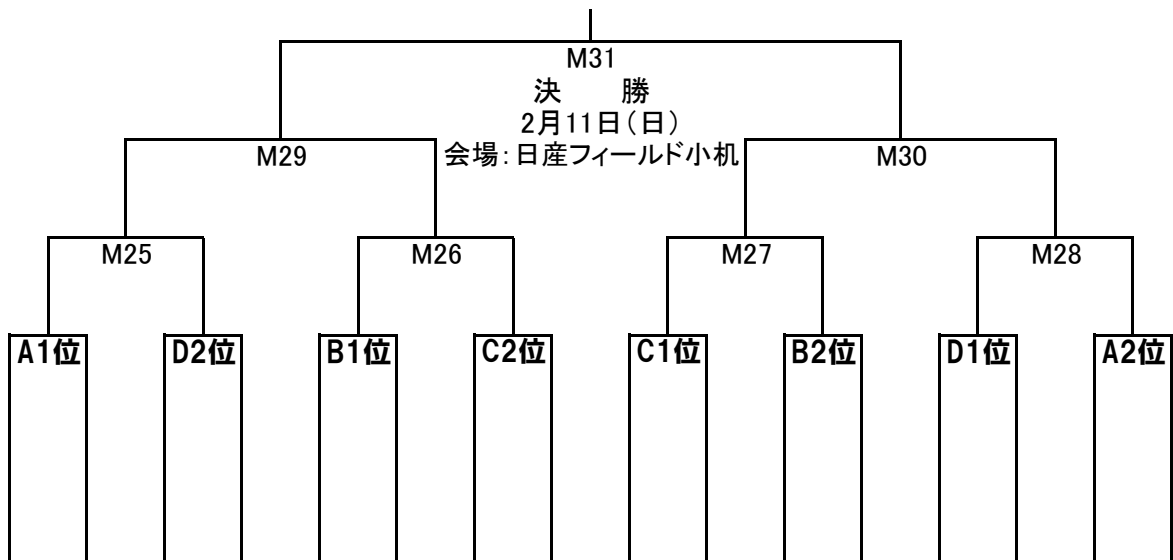 M31
決　　勝
2月11日(日)
会場：日産フィールド小机
M29
M30
M25
M26
M27
M28
A1位
D2位
B1位
C2位
C1位
B2位
D1位
A2位